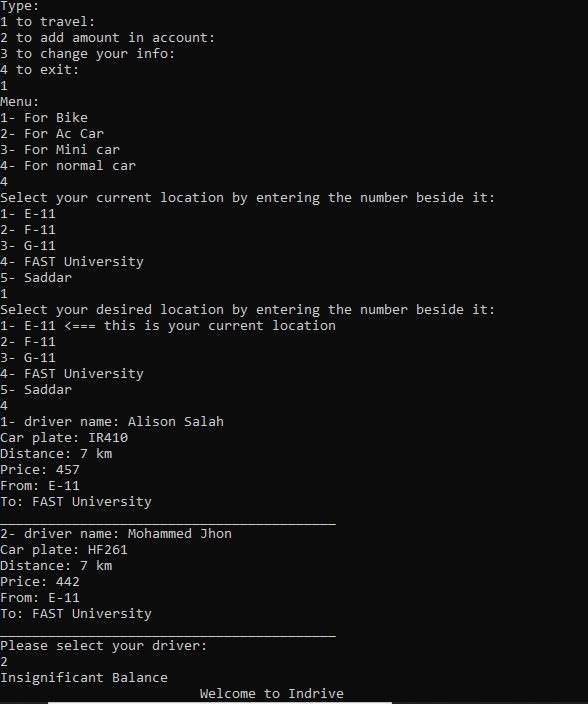 Type:
1 to travel:
2 to add amount in account:
3 to change your info:
4 to exit:
1
Menu:
1- For Bike
2- For Ac Car
3- For Mini car
4- For normal car
4
Select your current location by entering the number beside it:
1- E-11
2- F-11
3- G-11
4- FAST University
5- Saddar
1
Select your desired location by entering the number beside it:
1- E-11 <=== this is your current location
2- F-11
3- G-11
4- FAST University
5- Saddar
4
1- driver name: Alison Salah
Car plate: IR410
Distance: 7 km
Price: 457
From: E-11
To: FAST University
__________________________________________
2- driver name: Mohammed Jhon
Car plate: HF261
Distance: 7 km
Price: 442
From: E-11
To: FAST University
__________________________________________
Please select your driver:
2
Insignificant Balance
Welcome to Indrive